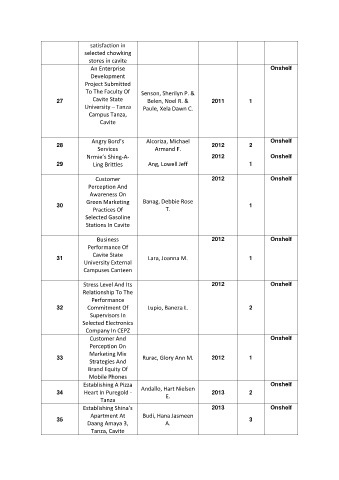 satisfaction in
selected chowking
stores in cavite
27
An Enterprise
Development
Project Submitted
To The Faculty Of
Cavite State
University – Tanza
Campus Tanza,
Cavite
Senson, Sherilyn P. &
Belen, Noel R. &
Paule, Xela Dawn C.
2011
1
Onshelf
28
Angry Bord's
Services
Alcoriza, Michael
Armand F.
2012
2
Onshelf
29
Nrmie's Shing-A-
Ling Brittles
Ang, Lowell Jeff
2012
1
Onshelf
30
Customer
Perception And
Awareness On
Green Marketing
Practices Of
Selected Gasoline
Stations In Cavite
Banag, Debbie Rose
T.
2012
1
Onshelf
31
Business
Performance Of
Cavite State
University External
Campuses Canteen
Lara, Joanna M.
2012
1
Onshelf
32
Stress Level And Its
Relationship To The
Performance
Commitment Of
Supervisors In
Selected Electronics
Company In CEPZ
Lupio, Baneza E.
2012
2
Onshelf
33
Customer And
Perception On
Marketing Mix
Strategies And
Brand Equity Of
Mobile Phones
Rurac, Glory Ann M.
2012
1
Onshelf
34
Establishing A Pizza
Heart In Puregold -
Tanza
Andallo, Hart Nielsen
E.
2013
2
Onshelf
35
Establishing Shina's
Apartment At
Daang Amaya 3,
Tanza, Cavite
Budi, Hana Jasmeen
A.
2013
3
Onshelf